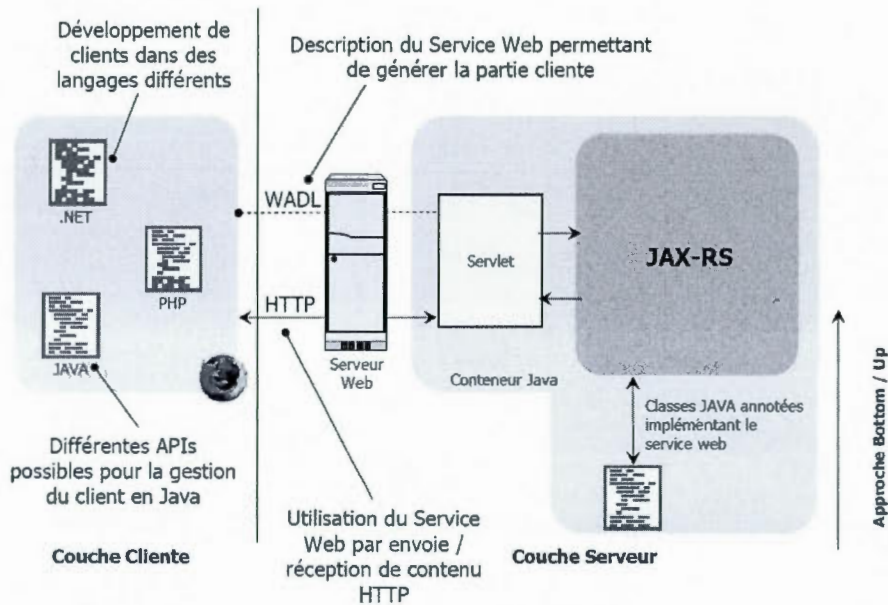 Développement de
clients dans des
langages différents
Description du Service Web permettant
de générer la partie cliente
.NET
PHP
JAVA
WADL
HTTP
Serveur
Web
Servlet
JAX-RS
Conteneur Java
Classes JAVA annotées
implémentant le
service web
Approche Bottom / Up
Différentes APIs
possibles pour la gestion
du client en Java
Utilisation du Service
Web par envoie /
réception de contenu
HTTP
Couche Cliente
Couche Serveur